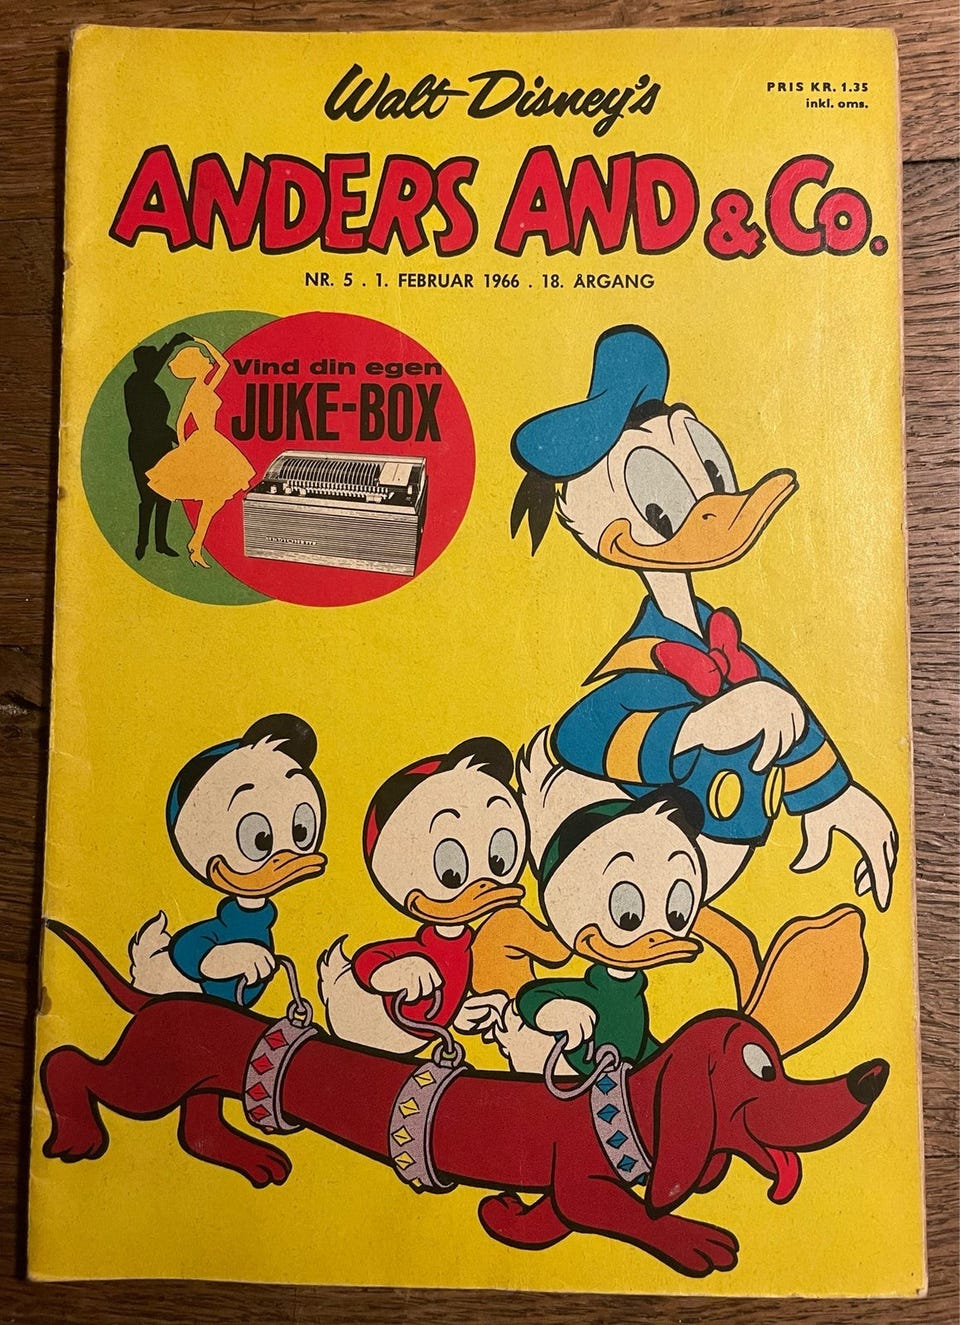 Walt Disney's
PRIS KR. 1.35
inkl. oms.
ANDERS AND & Co.
NR. 5 . 1. FEBRUAR 1966 . 18. ÅRGANG
Vind din egen
JUKE-BOX